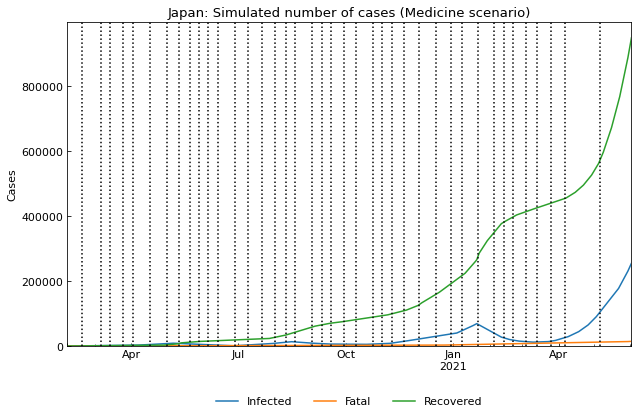 Japan: Simulated number of cases (Medicine scenario)
800000
600000
400000
200000
0
Cases
Apr
Jul
Oct
Jan
2021
Apr
Infected
Fatal
Recovered